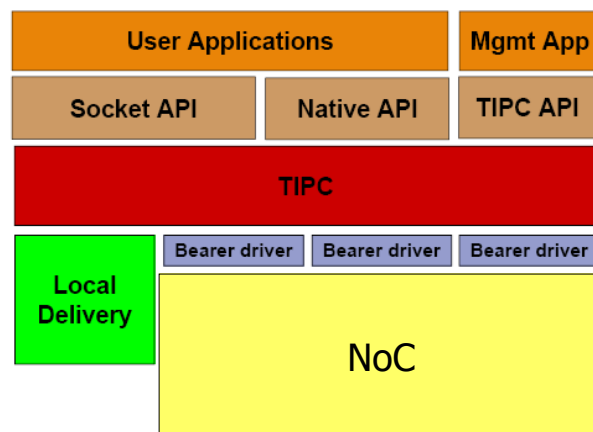 User Applications
Mgmt App
Socket API
Native API
TIPC API
TIPC
Bearer driver
Bearer driver
Bearer driver
Local
Delivery
NoC